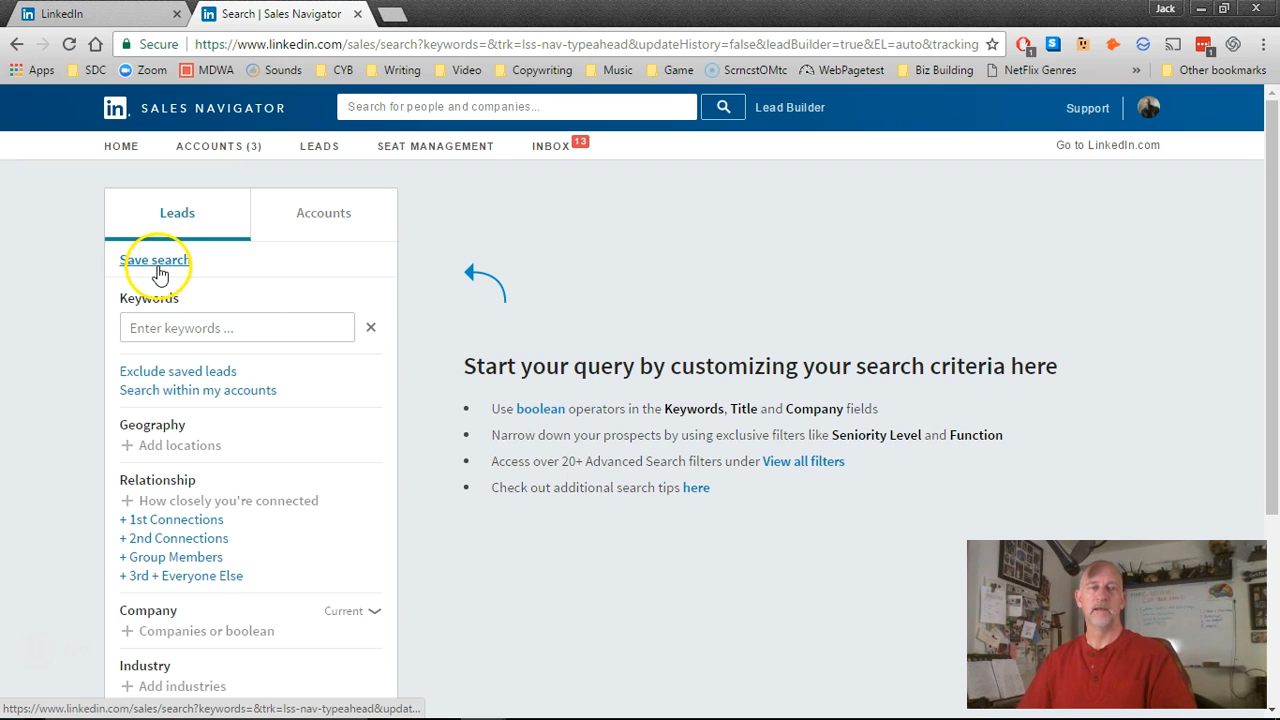 LinkedIn
Search | Sales Navigator
Jack
Secure
https://www.linkedin.com/sales/search?keywords=&trk=lss-nav-typeahead&updateHistory=false&leadBuilder=true&EL=auto&tracking
1
1
Apps
SDC
Zoom
MDWA
Sounds
CYB
Writing
Video
Copywriting
Music
Game
ScrncstOMtc
WebPagetest
Biz Building
NetFlix Genres
»
Other bookmarks
in
SALES NAVIGATOR
Search for people and companies...
Lead Builder
Support
HOME
ACCOUNTS (3)
LEADS
SEAT MANAGEMENT
INBOX
13
Go to LinkedIn.com
Leads
Accounts
Save search
Keywords
Enter keywords ...
Exclude saved leads
Search within my accounts
Geography
+ Add locations
Relationship
+ How closely you're connected
+ 1st Connections
+ 2nd Connections
+ Group Members
+ 3rd + Everyone Else
Company
Current
+ Companies or boolean
Industry
+ Add industries
Start your query by customizing your search criteria here
• Use boolean operators in the Keywords, Title and Company fields
• Narrow down your prospects by using exclusive filters like Seniority Level and Function
• Access over 20+ Advanced Search filters under View all filters
• Check out additional search tips here
https://www.linkedin.com/sales/search?keywords=&trk=lss-nav-typeahead&updat...